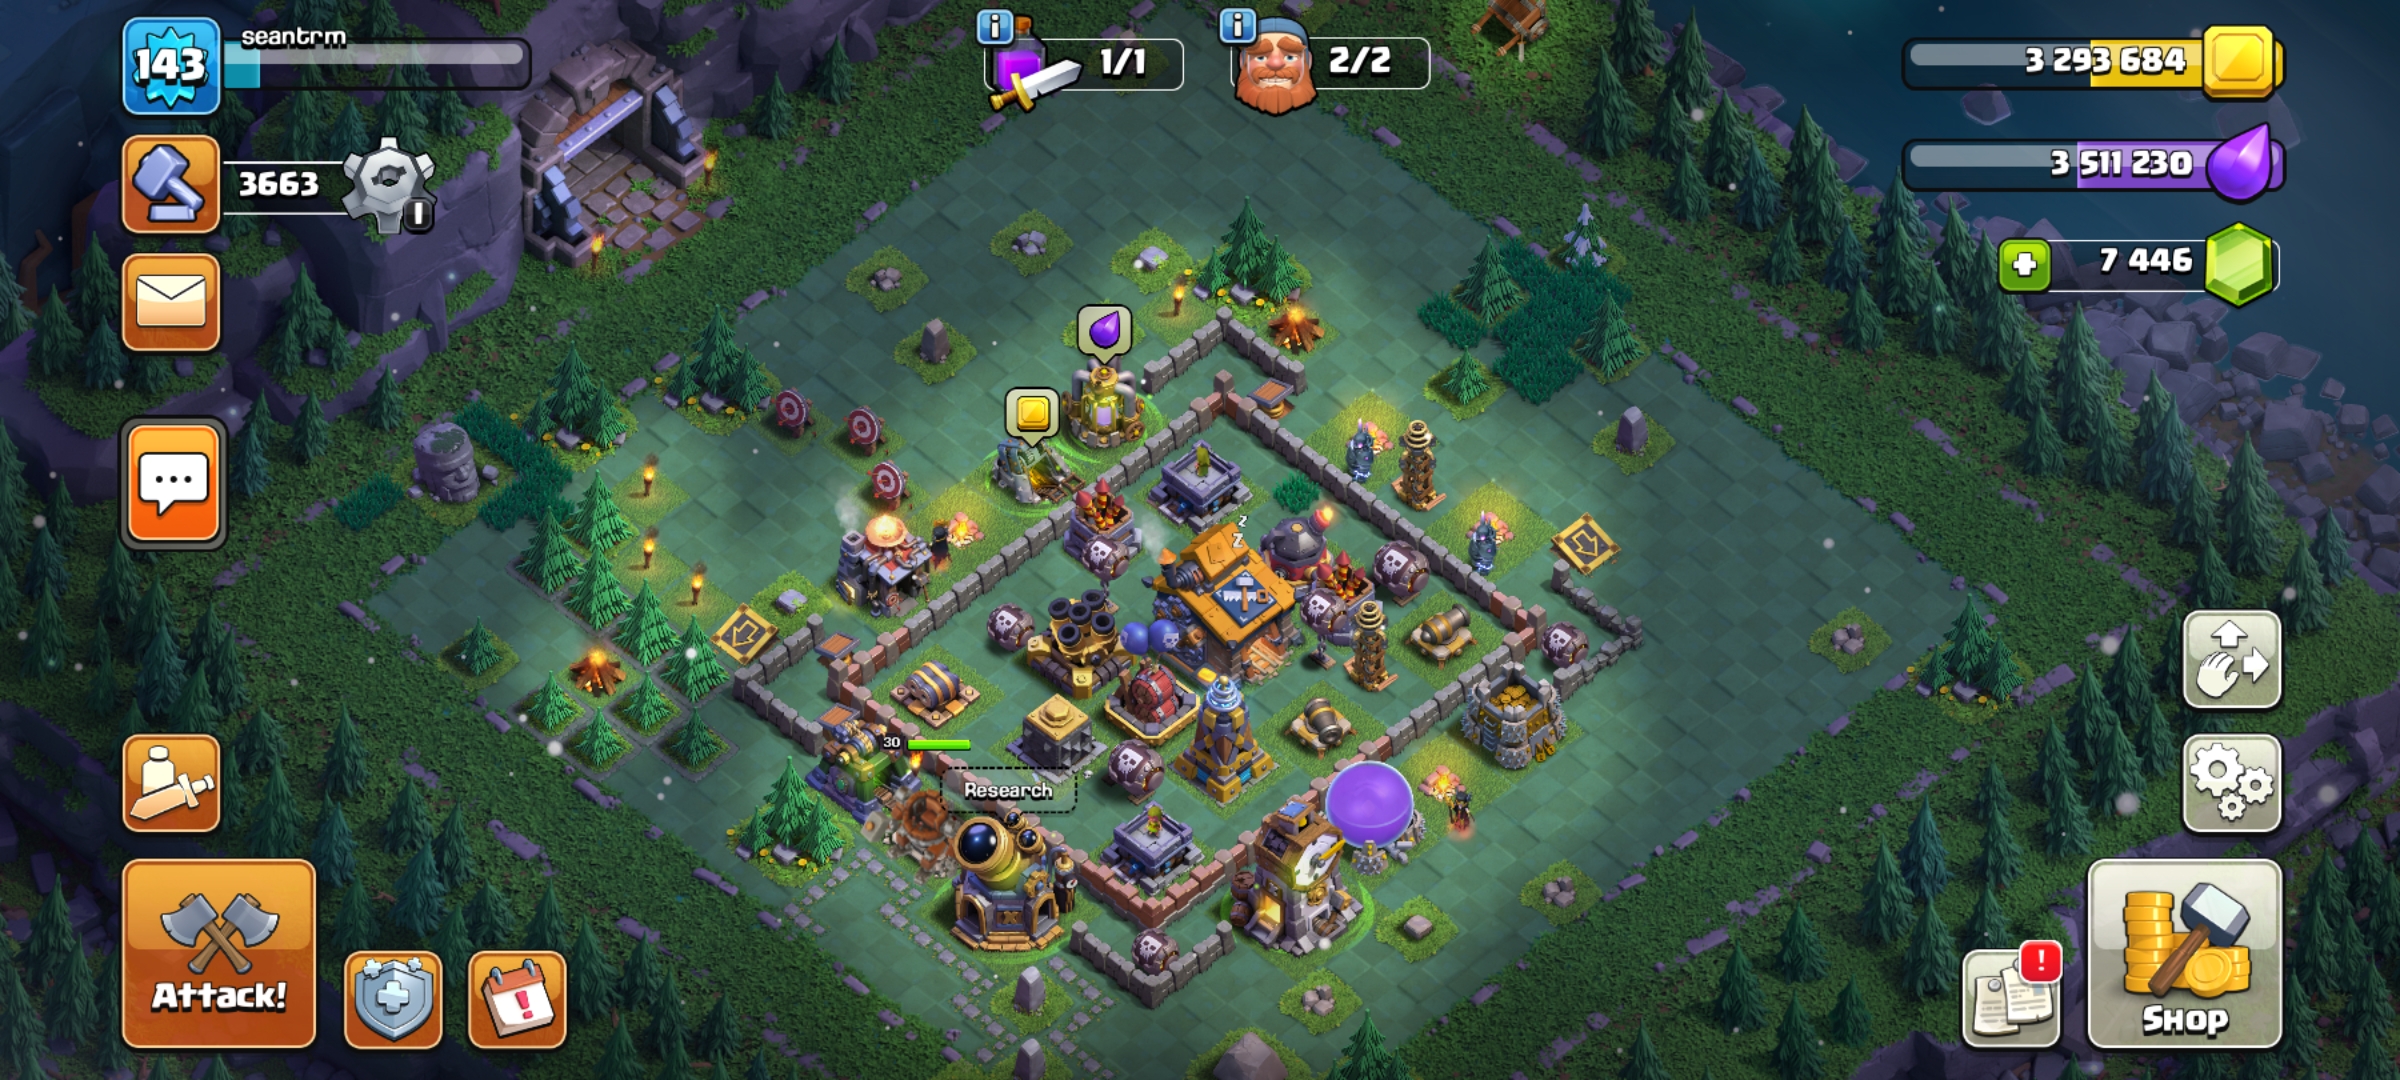 143
seantrm
1/1
2/2
3 293 684
3663
I
3 511 230
7 446
z
z
30
Research
Attack!
!
Shop